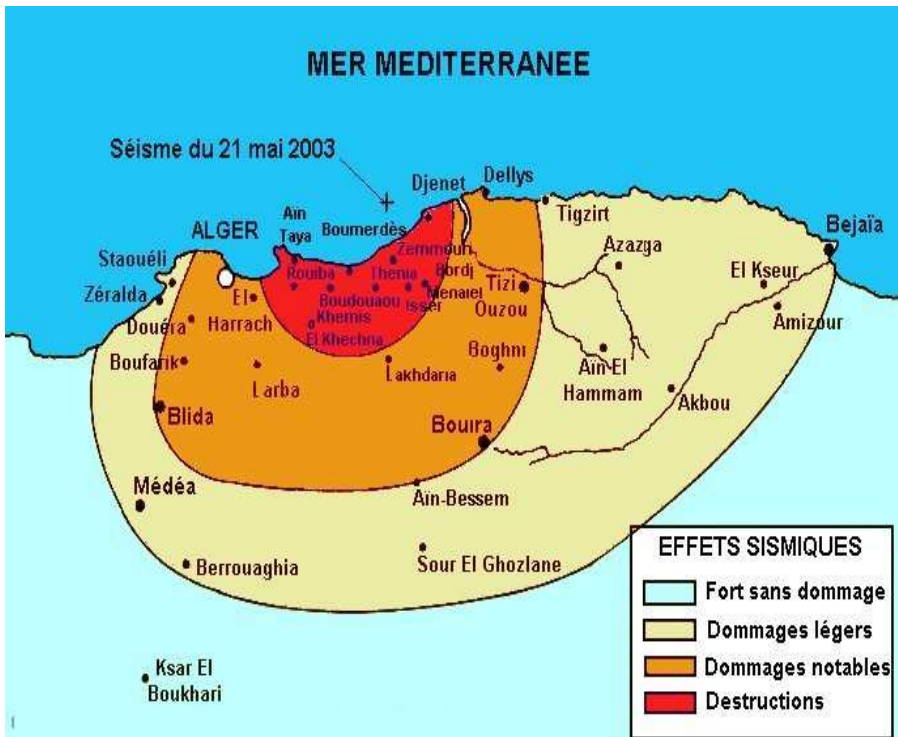 MER MEDITERRANEE
Séisme du 21 mai 2003
Djenet
Dellys
Tigzirt
Bejaïa
ALGER
Aïn
Taya
Boumerdès
Staouéli
Zemmouri
Azazga
Zéralda
Rouiba
Thenia
Bordj
Menaiel
Isser
El Kseur
Douéra
El
Harrach
Boudouaou
Khemis
El Khechna
Tizi
Ouzou
Amizour
Boufarik
Larba
Lakhdaria
Boghni
Aïn El
Hammam
Akbou
Blida
Bouira
Médéa
Aïn-Bessem
Berrouaghia
Sour El Ghozlane
Ksar El
Boukhari
EFFETS SISMIQUES
Fort sans dommage
Dommages légers
Dommages notables
Destructions